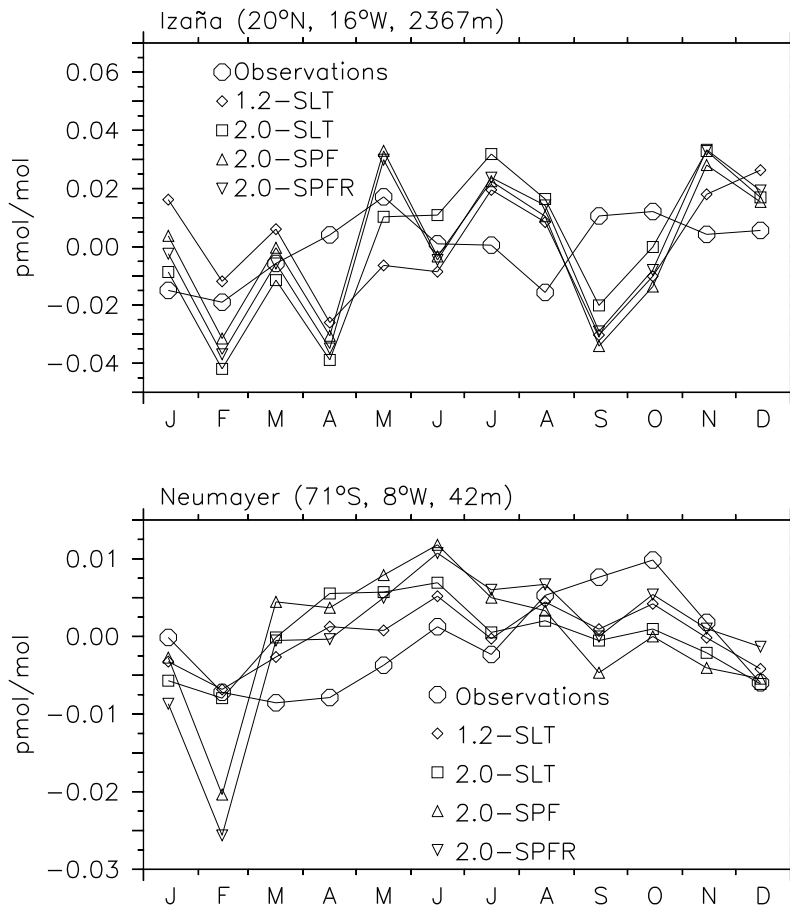 Izaña (20°N, 16°W, 2367m)
0.06
0.04
0.02
0.00
−0.02
−0.04
pmol/mol
Observations
1.2−SLT
2.0−SLT
2.0−SPF
2.0−SPFR
J F M A M J J A S O N D
Neumayer (71°S, 8°W, 42m)
0.01
0.00
−0.01
−0.02
−0.03
pmol/mol
Observations
1.2−SLT
2.0−SLT
2.0−SPF
2.0−SPFR
J F M A M J J A S O N D